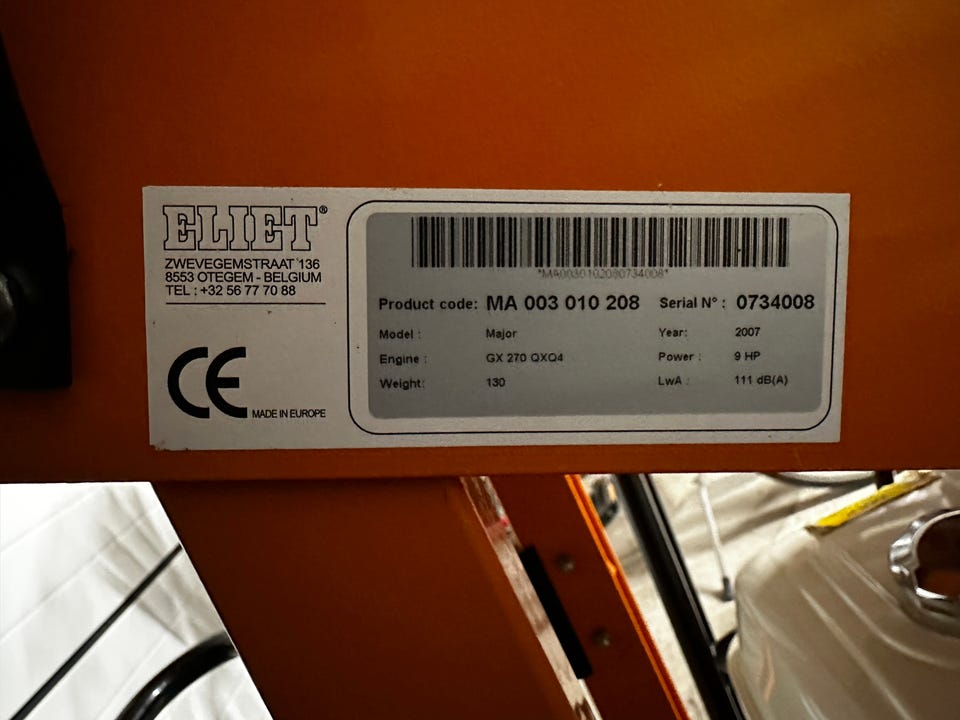 ELIET®
ZWEVEGEMSTRAAT 136
8553 OTEGEM - BELGIUM
TEL : +32 56 77 70 88
CE MADE IN EUROPE
*MA0030102080734008*
Product code: MA 003 010 208 Serial N° : 0734008
Model : Major Year: 2007
Engine : GX 270 QXQ4 Power : 9 HP
Weight: 130 LwA : 111 dB(A)